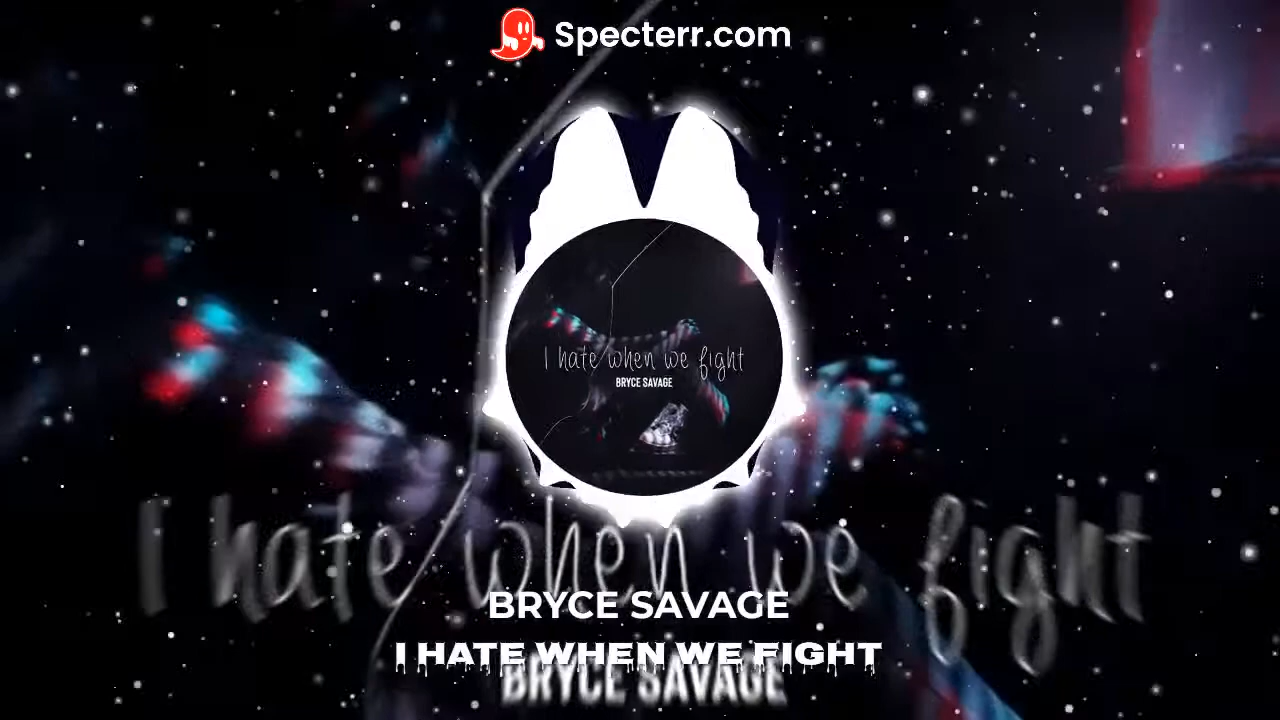 Specterr.com
I hate when we fight
BRYCE SAVAGE
I hate when we fight
BRYCE SAVAGE
I HATE WHEN WE FIGHT
BRYCE SAVAGE